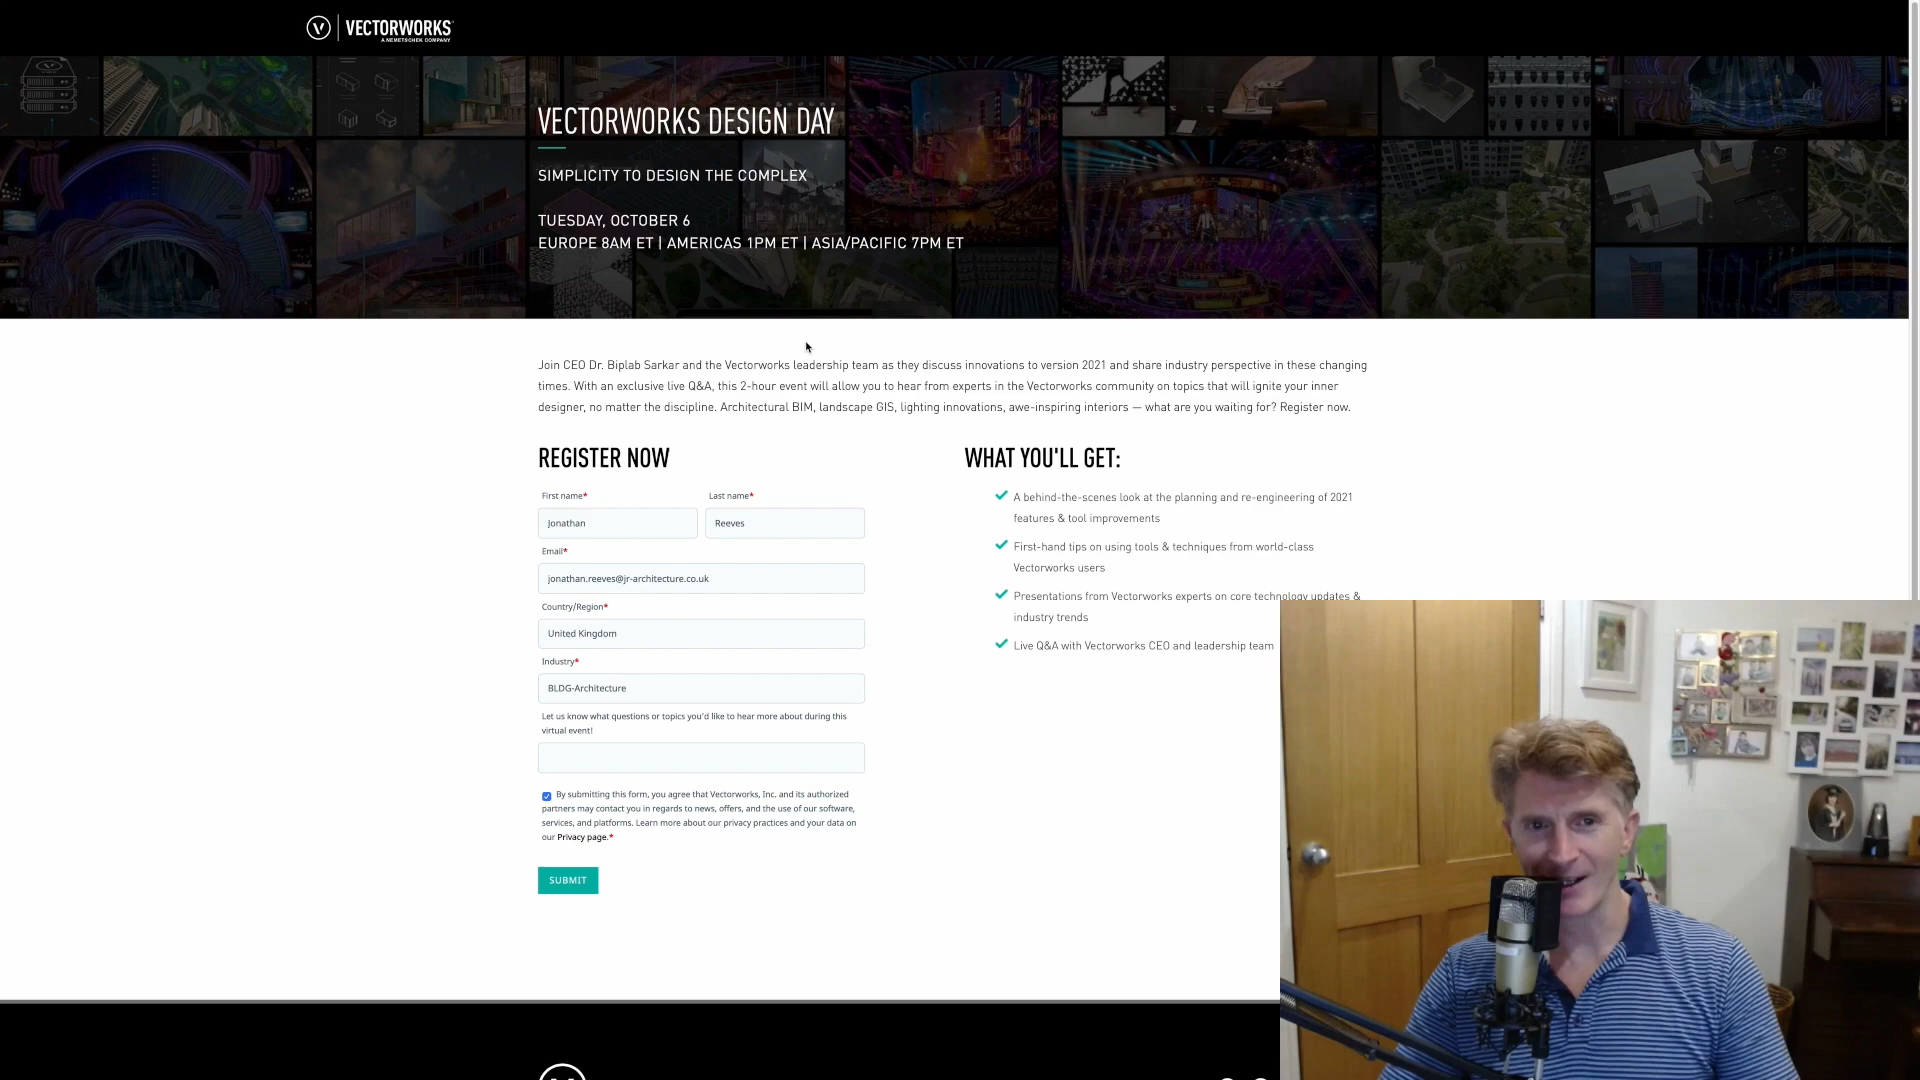 VECTORWORKS
A NEMETSCHEK COMPANY
VECTORWORKS DESIGN DAY
SIMPLICITY TO DESIGN THE COMPLEX
TUESDAY, OCTOBER 6
EUROPE 8AM ET | AMERICAS 1PM ET | ASIA/PACIFIC 7PM ET
Join CEO Dr. Biplab Sarkar and the Vectorworks leadership team as they discuss innovations to version 2021 and share industry perspective in these changing
times. With an exclusive live Q&A, this 2-hour event will allow you to hear from experts in the Vectorworks community on topics that will ignite your inner
designer, no matter the discipline. Architectural BIM, landscape GIS, lighting innovations, awe-inspiring interiors — what are you waiting for? Register now.
REGISTER NOW
First name* Last name*
Jonathan Reeves
Email*
jonathan.reeves@jr-architecture.co.uk
Country/Region*
United Kingdom
Industry*
BLDG-Architecture
Let us know what questions or topics you'd like to hear more about during this
virtual event!
By submitting this form, you agree that Vectorworks, Inc. and its authorized
partners may contact you in regards to news, offers, and the use of our software,
services, and platforms. Learn more about our privacy practices and your data on
our Privacy page.*
SUBMIT
WHAT YOU'LL GET:
A behind-the-scenes look at the planning and re-engineering of 2021
features & tool improvements
First-hand tips on using tools & techniques from world-class
Vectorworks users
Presentations from Vectorworks experts on core technology updates &
industry trends
Live Q&A with Vectorworks CEO and leadership team